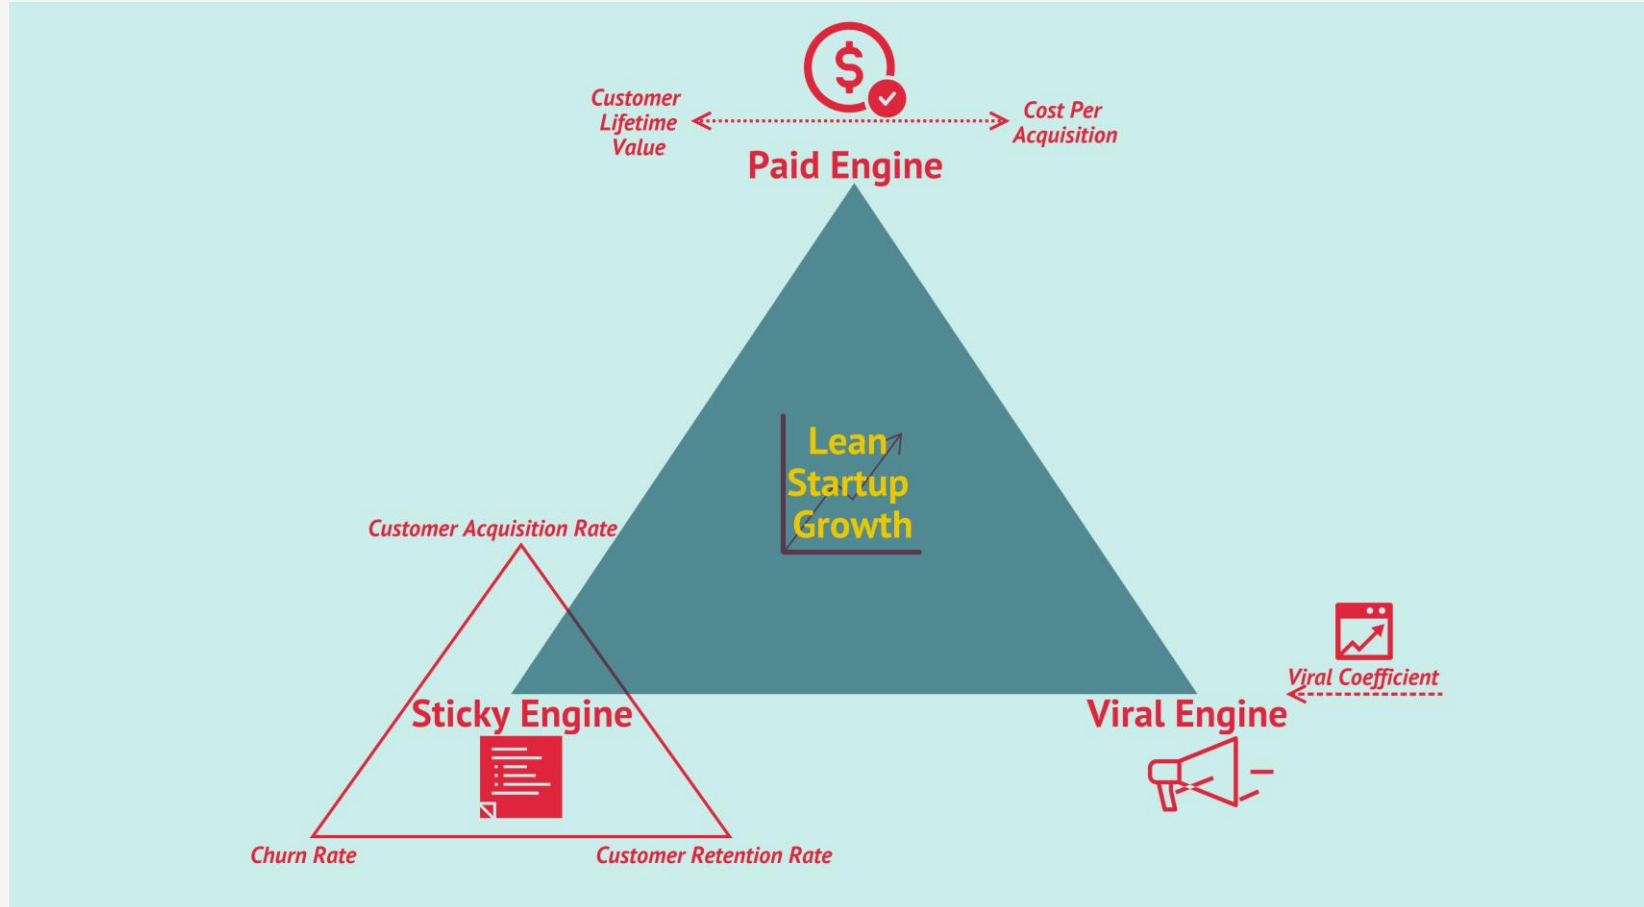 Customer
Lifetime
Value
$
Cost Per
Acquisition
Paid Engine
Lean
Startup
Growth
Customer Acquisition Rate
Sticky Engine
Churn Rate
Customer Retention Rate
Viral Coefficient
Viral Engine